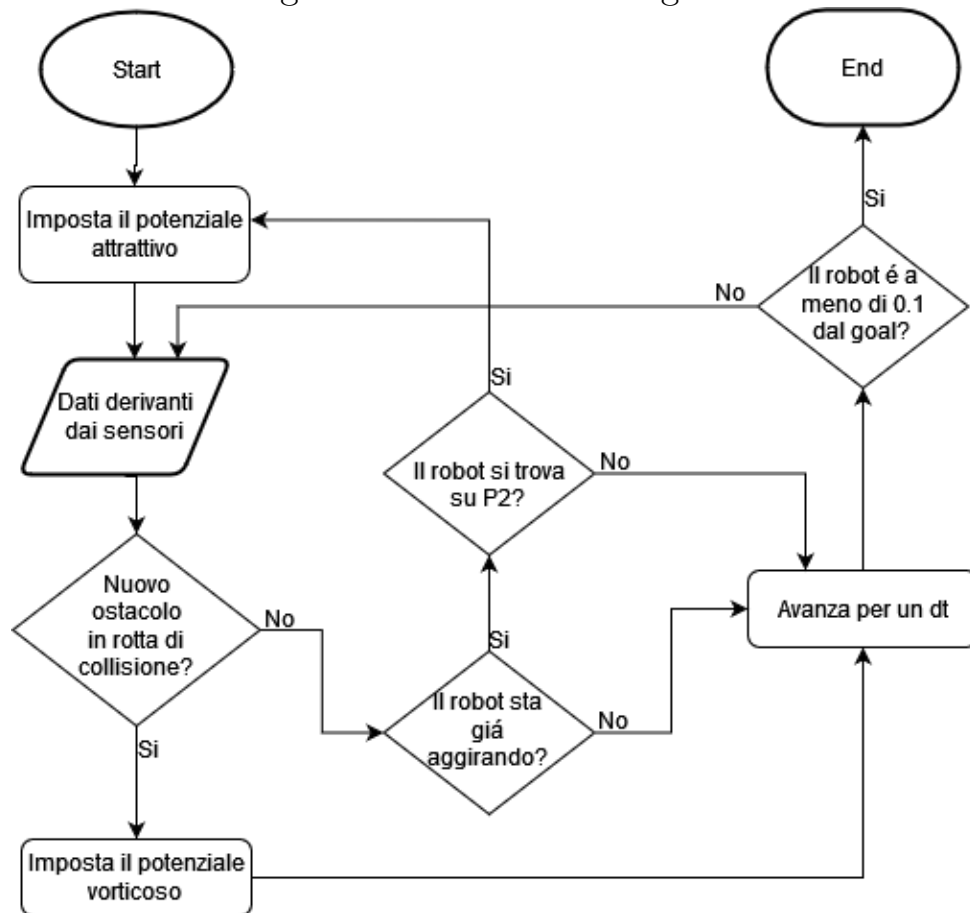 Start
End
Imposta il potenziale
attrattivo
Si
Il robot é a
meno di 0.1
dal goal?
No
Dati derivanti
dai sensori
Si
Il robot si trova
su P2?
No
Nuovo
ostacolo
in rotta di
collisione?
No
Avanza per un dt
Si
Il robot sta
giá
aggirando?
No
Si
Imposta il potenziale
vorticoso